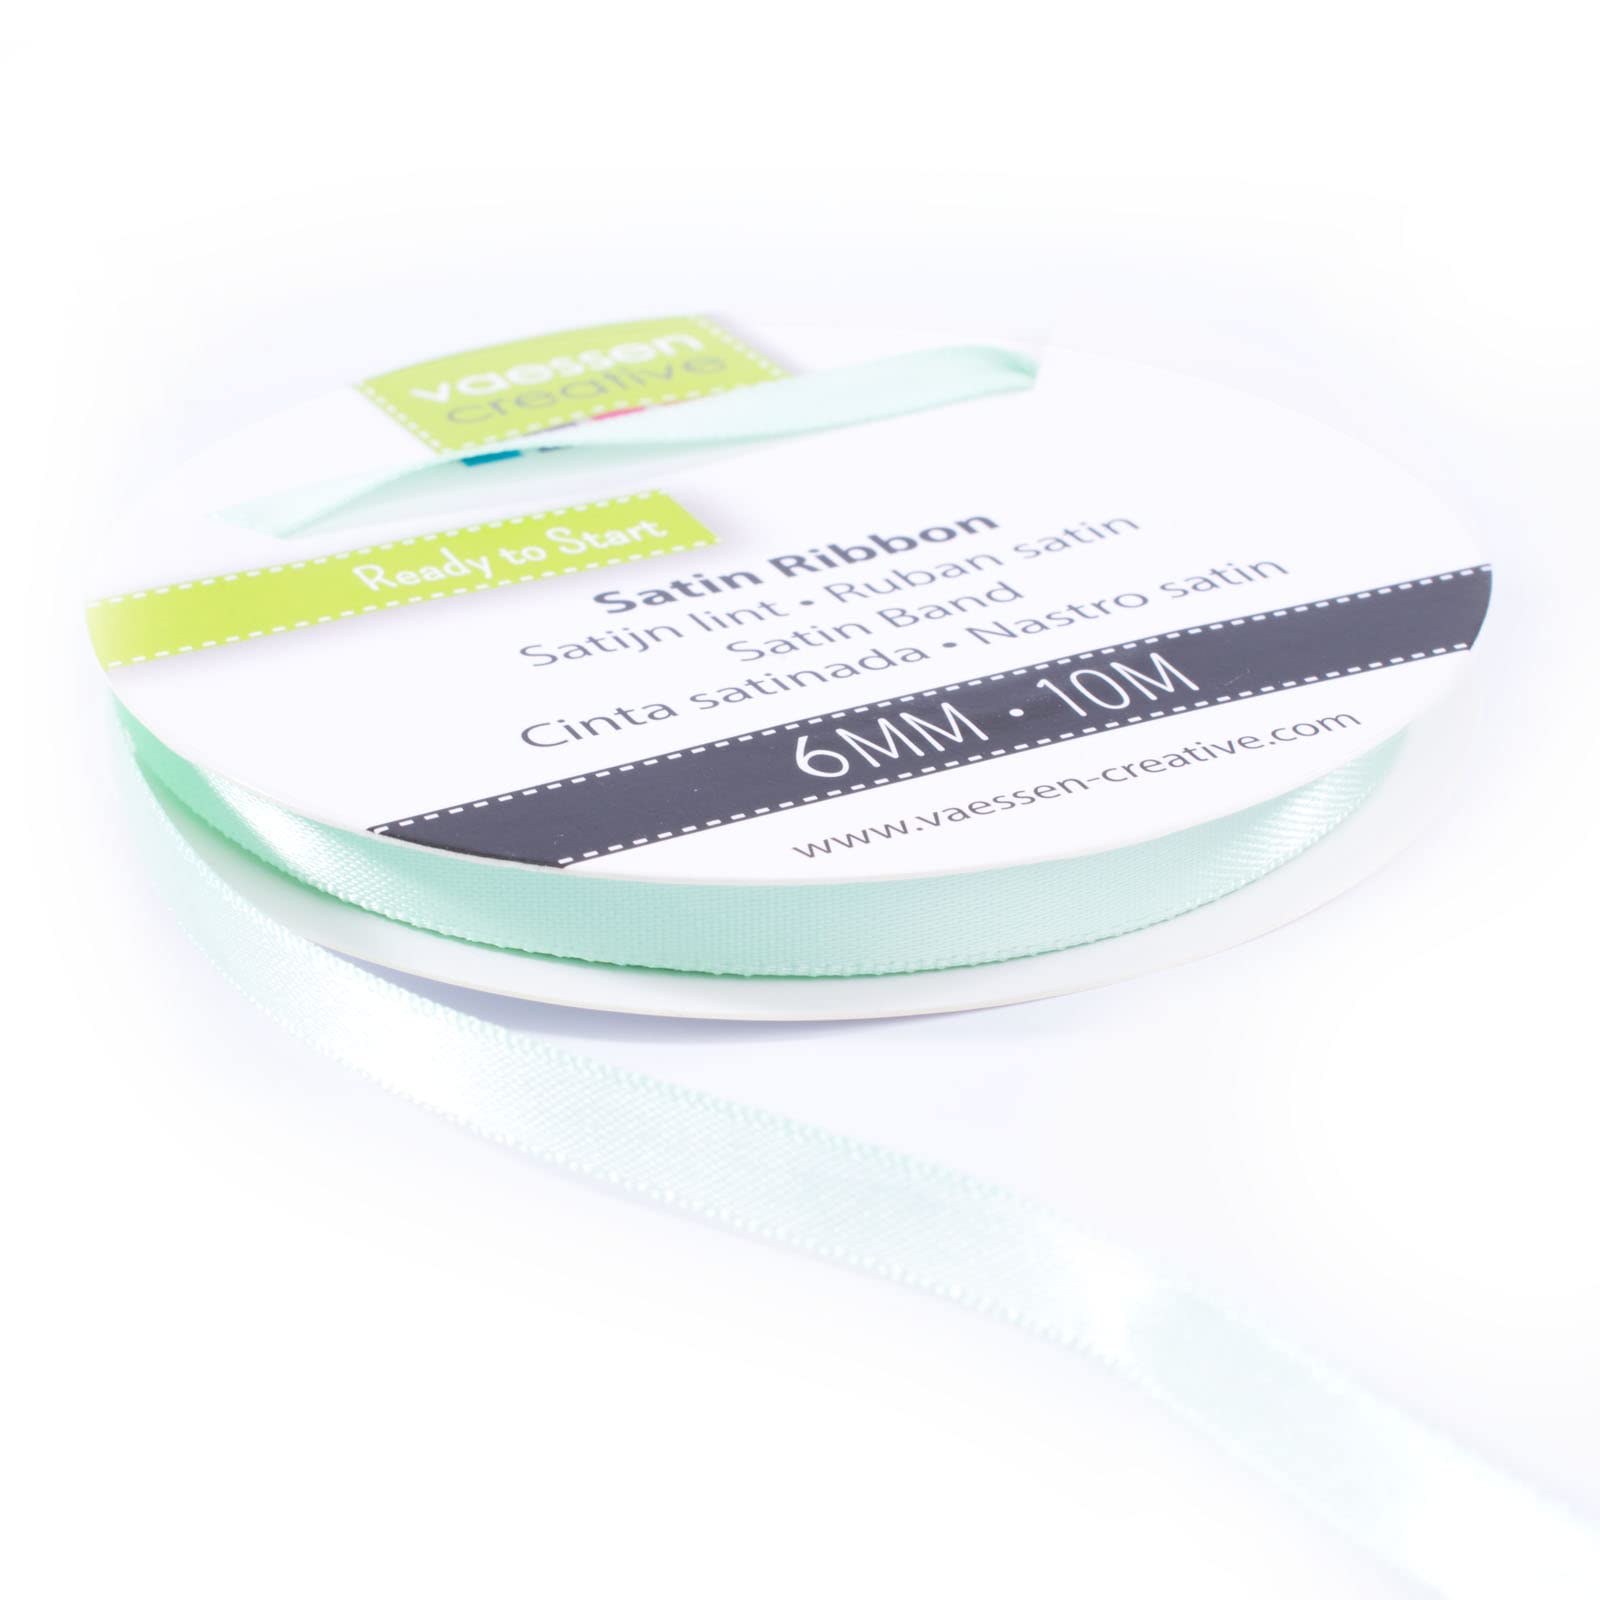 vaessen
creative
Ready to Start
Satin Ribbon
Satijn lint • Ruban satin
Satin Band
Cinta satinada • Nastro satin
6MM • 10M
www.vaessen-creative.com